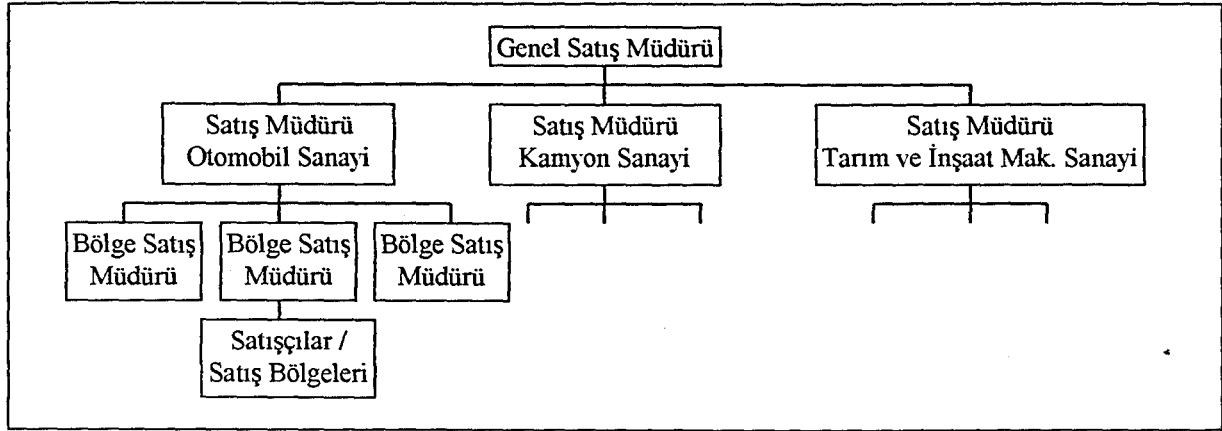 Genel Satış Müdürü
Satış Müdürü
Otomobil Sanayi
Satış Müdürü
Kamyon Sanayi
Satış Müdürü
Tarım ve İnşaat Mak. Sanayi
Bölge Satış
Müdürü
Bölge Satış
Müdürü
Bölge Satış
Müdürü
Satışçılar /
Satış Bölgeleri